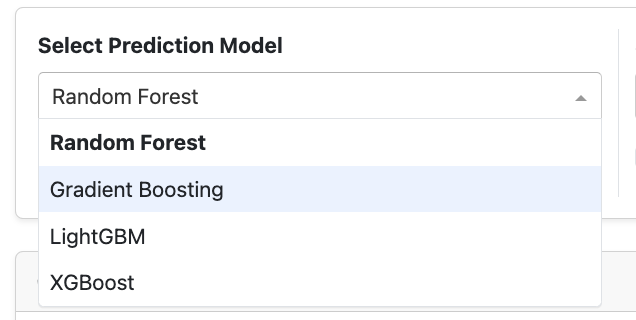 Select Prediction Model
Random Forest
Random Forest
Gradient Boosting
LightGBM
XGBoost